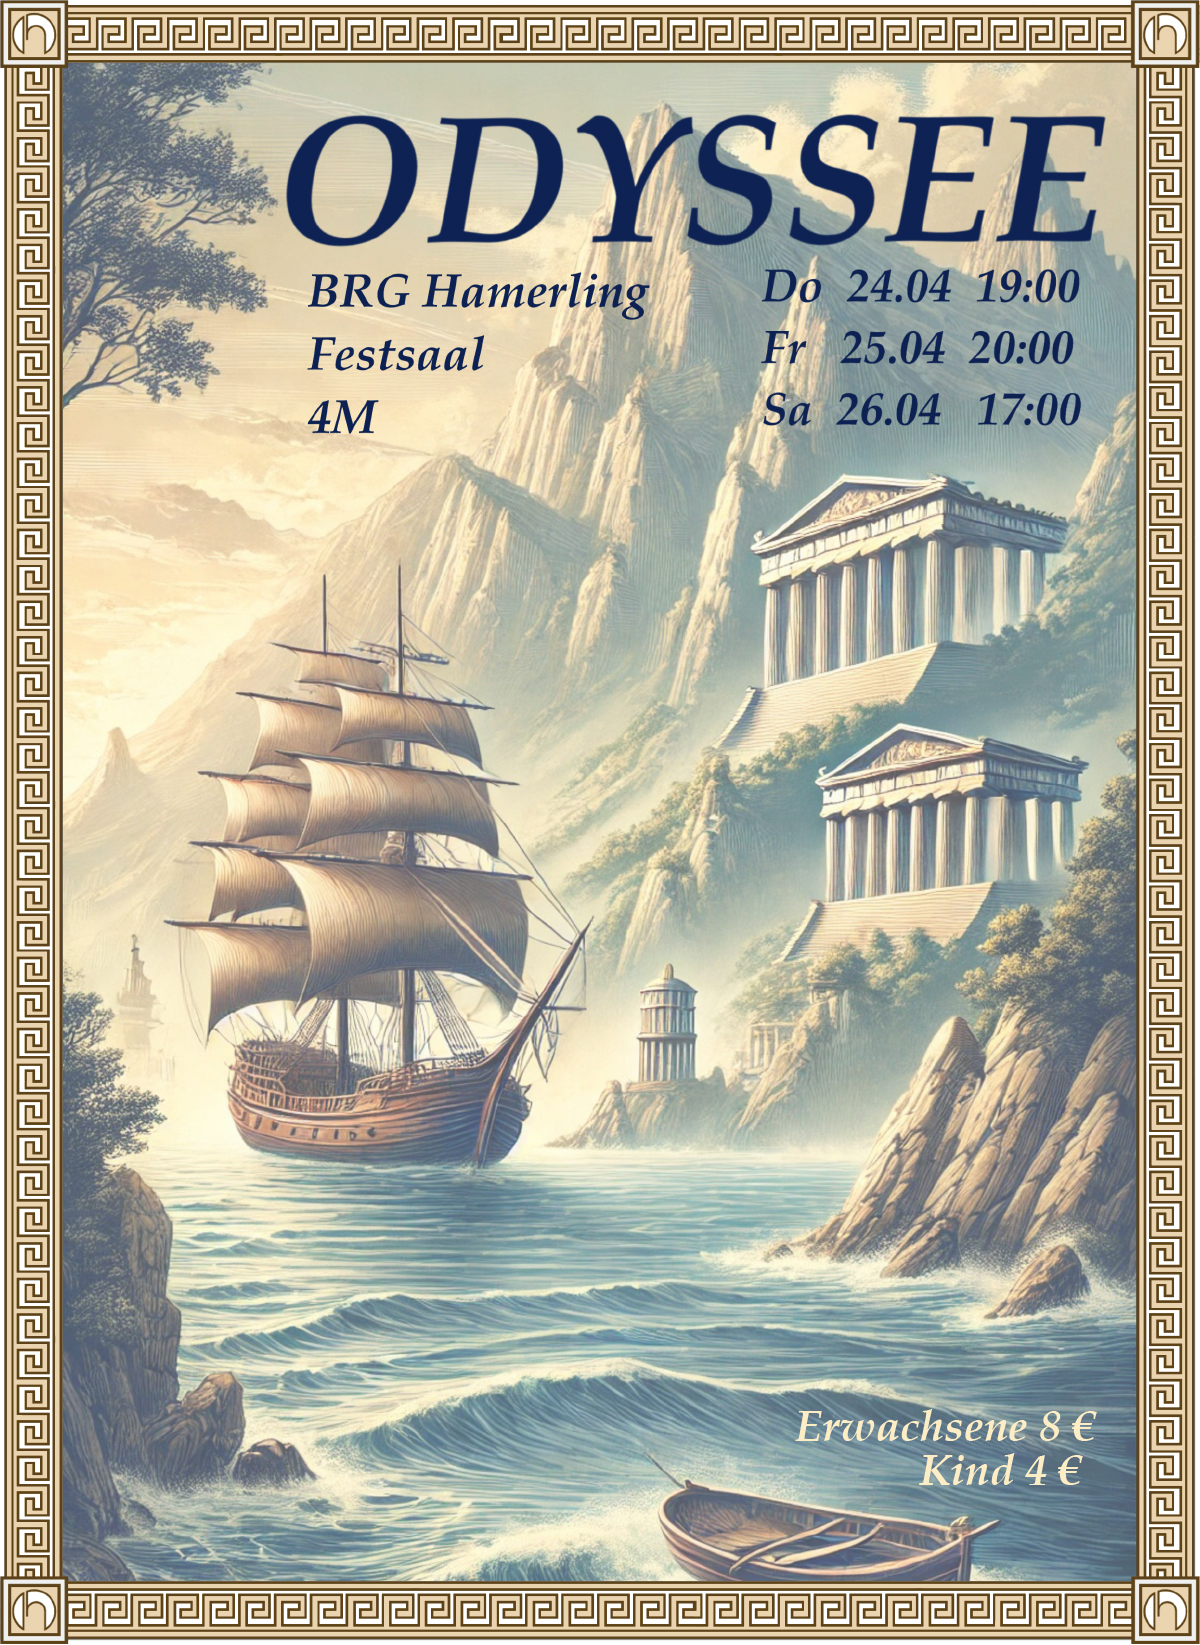 ODYSSEE
BRG Hamerling
Festsaal
4M
Do 24.04 19:00
Fr 25.04 20:00
Sa 26.04 17:00
Erwachsene 8 €
Kind 4 €